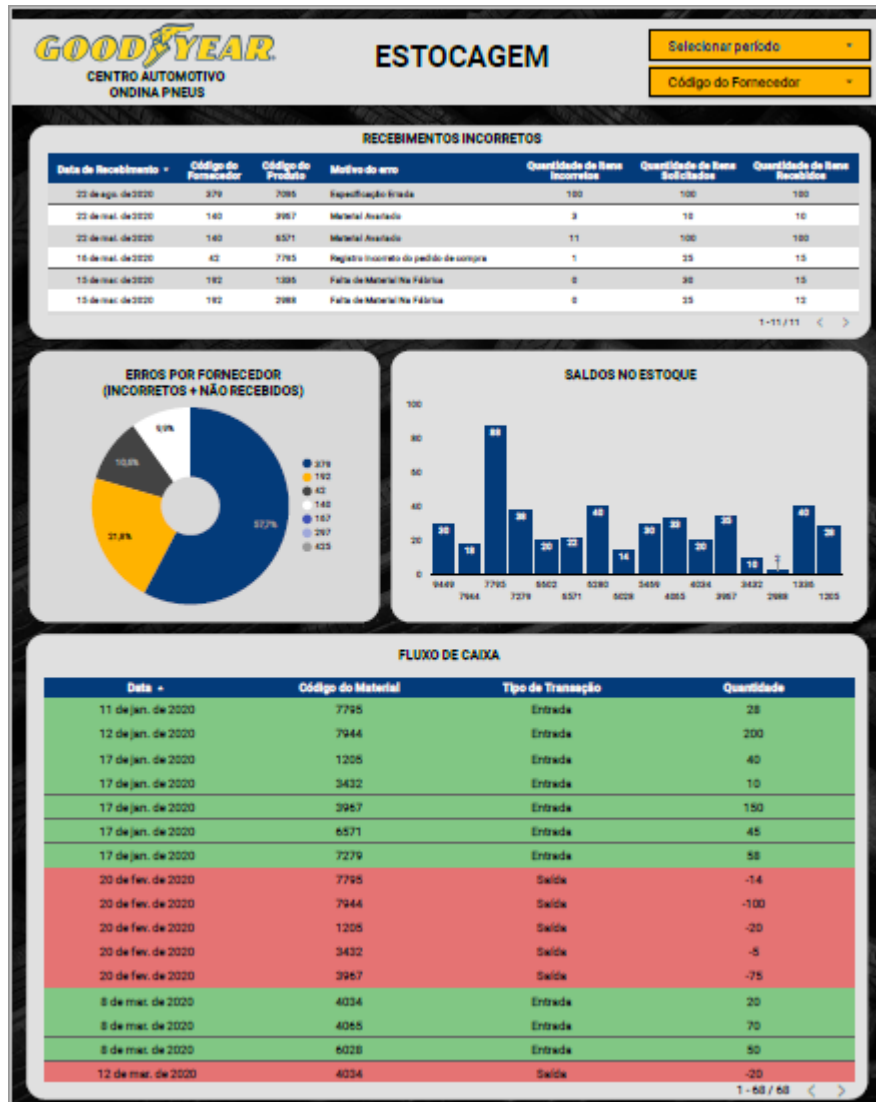 GOODYEAR
CENTRO AUTOMOTIVO
ONDINA PNEUS
ESTOCAGEM
Selecionar período
Código do Fornecedor
RECEBIMENTOS INCORRETOS
Data de Recebimento Código do Fornecedor Código do Produto Motivo do erro Quantidade de Itens Incorretos Quantidade de Itens Solicitados Quantidade de Itens Recebidos
22 de ago. de 2020 379 Especificação Errada 100 100 100
22 de mai. de 2020 140 3967 Material Avariado 3 10 10
22 de mai. de 2020 140 6571 Material Avariado 11 100 100
16 de mai. de 2020 42 7795 Registro incorreto do pedido de compra 1 25 15
15 de mar. de 2020 192 1336 Falta de Material Na Fábrica 0 30 15
15 de mar. de 2020 192 2988 Falta de Material Na Fábrica 0 25 12
1-11/11
ERROS POR FORNECEDOR
(INCORRETOS + NÃO RECEBIDOS)
9,9%
57,7%
379
192
42
140
167
297
425
SALDOS NO ESTOQUE
100
80
60
40
20
0
30 18 88 38 20 22 40 14 30 33 20 35 10 2 40 28
9449 7795 5280 4034 3432 1336
7944 7279 6571 6028 4065 3967 2988 1205
FLUXO DE CAIXA
Data Código do Material Tipo de Transação Quantidade
11 de jan. de 2020 7795 Entrada 28
12 de jan. de 2020 7944 Entrada 200
17 de jan. de 2020 1205 Entrada 40
17 de jan. de 2020 3432 Entrada 10
17 de jan. de 2020 3967 Entrada 150
17 de jan. de 2020 6571 Entrada 45
17 de jan. de 2020 7279 Entrada 58
20 de fev. de 2020 7795 Saída -14
20 de fev. de 2020 7944 Saída -100
20 de fev. de 2020 1205 Saída -20
20 de fev. de 2020 3432 Saída -5
20 de fev. de 2020 3967 Saída -75
8 de mar. de 2020 4034 Entrada 20
8 de mar. de 2020 4065 Entrada 70
8 de mar. de 2020 6028 Entrada 50
12 de mar. de 2020 4034 Saída -20
1-68/68